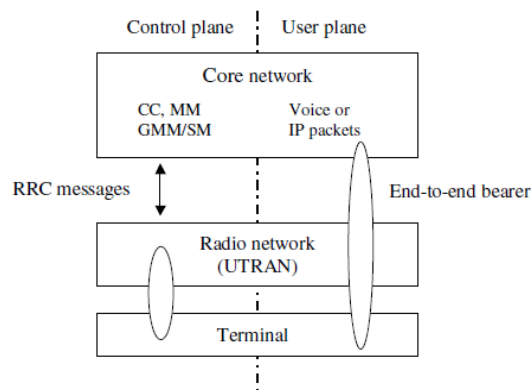 Control plane
User plane
Core network
CC, MM
GMM/SM
Voice or
IP packets
RRC messages
End-to-end bearer
Radio network
(UTRAN)
Terminal